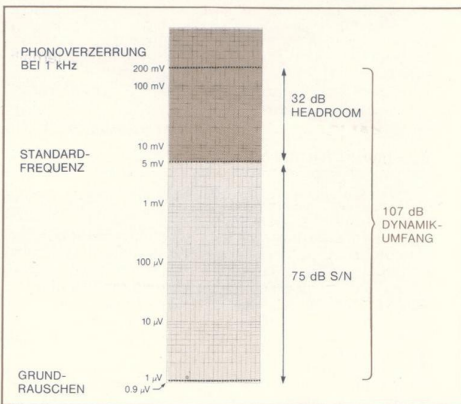 PHONOVERZERRUNG
BEI 1 kHz
200 mV
100 mV
32 dB
HEADROOM
10 mV
STANDARD-
FREQUENZ
5 mV
1 mV
107 dB
DYNAMIK-
UMFANG
100 µV
75 dB S/N
10 µV
GRUND-
RAUSCHEN
1 µV
0.9 µV